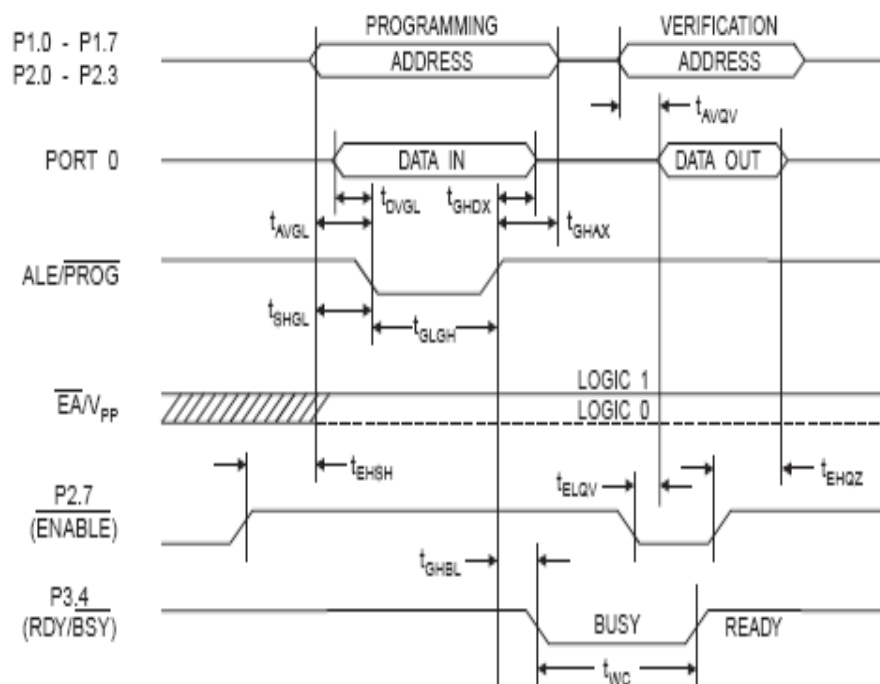 PROGRAMMING
VERIFICATION
P1.0 - P1.7
P2.0 - P2.3
ADDRESS
ADDRESS
tAVQV
PORT 0
DATA IN
DATA OUT
tDVGL
tGHDX
tAVGL
tGHAX
ALE/PROG
tSHGL
tGLGH
LOGIC 1
EA/VPP
LOGIC 0
tEHSH
tELQV
tEHQZ
P2.7
(ENABLE)
tGHBL
P3.4
(RDY/BSY)
BUSY
READY
tWC